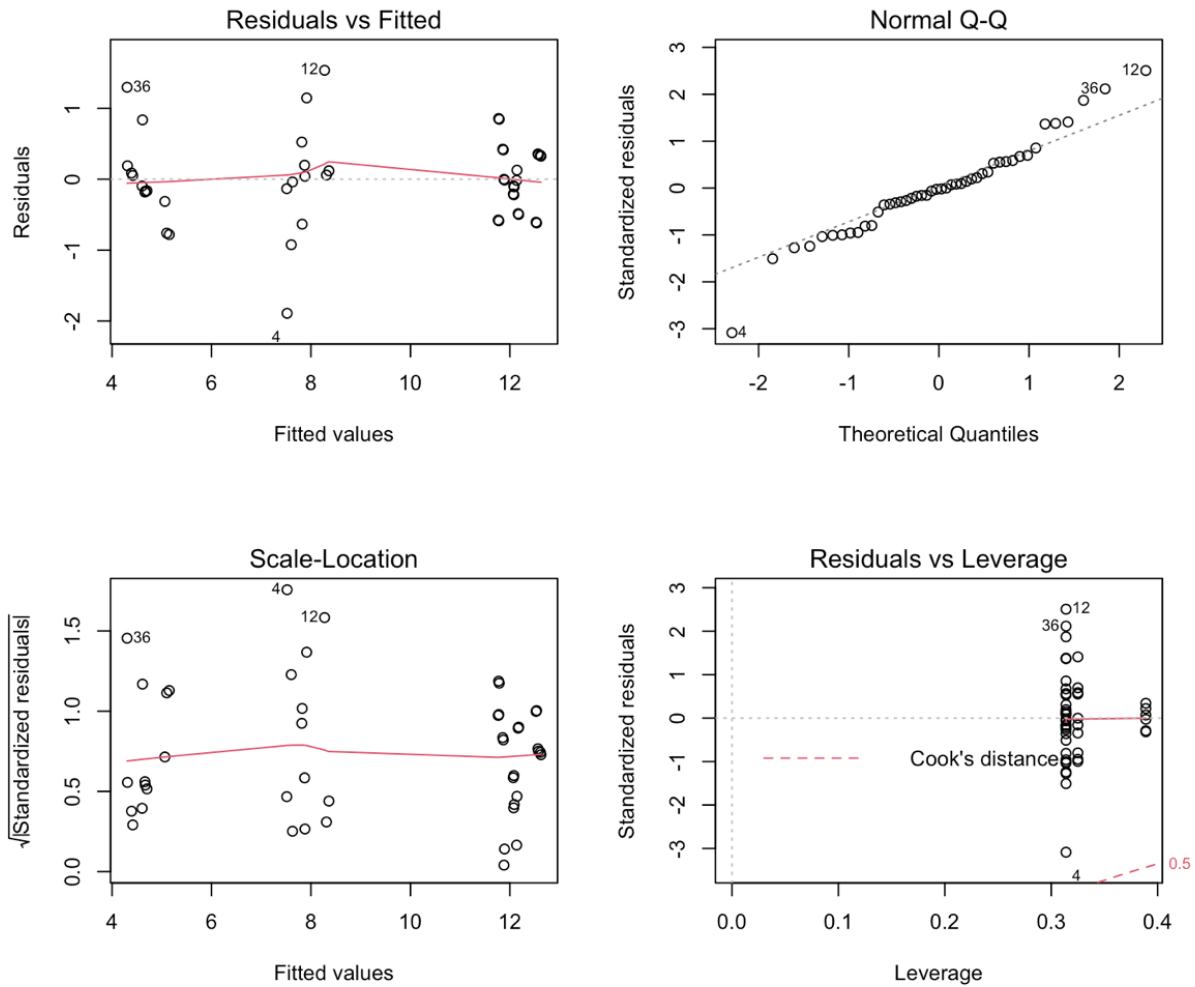 Residuals vs Fitted
Residuals
1
0
-1
-2
36
12
4
4 6 8 10 12
Fitted values
Normal Q-Q
Standardized residuals
3
2
1
0
-1
-2
-3
12
36
4
-2 -1 0 1 2
Theoretical Quantiles
Scale-Location
√|Standardized residuals|
1.5
1.0
0.5
0.0
4
12
36
4 6 8 10 12
Fitted values
Residuals vs Leverage
Standardized residuals
3
2
1
0
-1
-2
-3
12
36
Cook's distance
4
0.5
0.0 0.1 0.2 0.3 0.4
Leverage